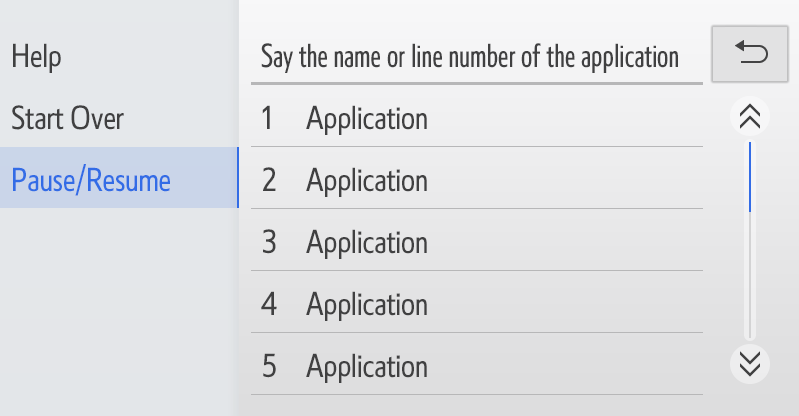 Help
Start Over
Pause/Resume
Say the name or line number of the application
1 Application
2 Application
3 Application
4 Application
5 Application